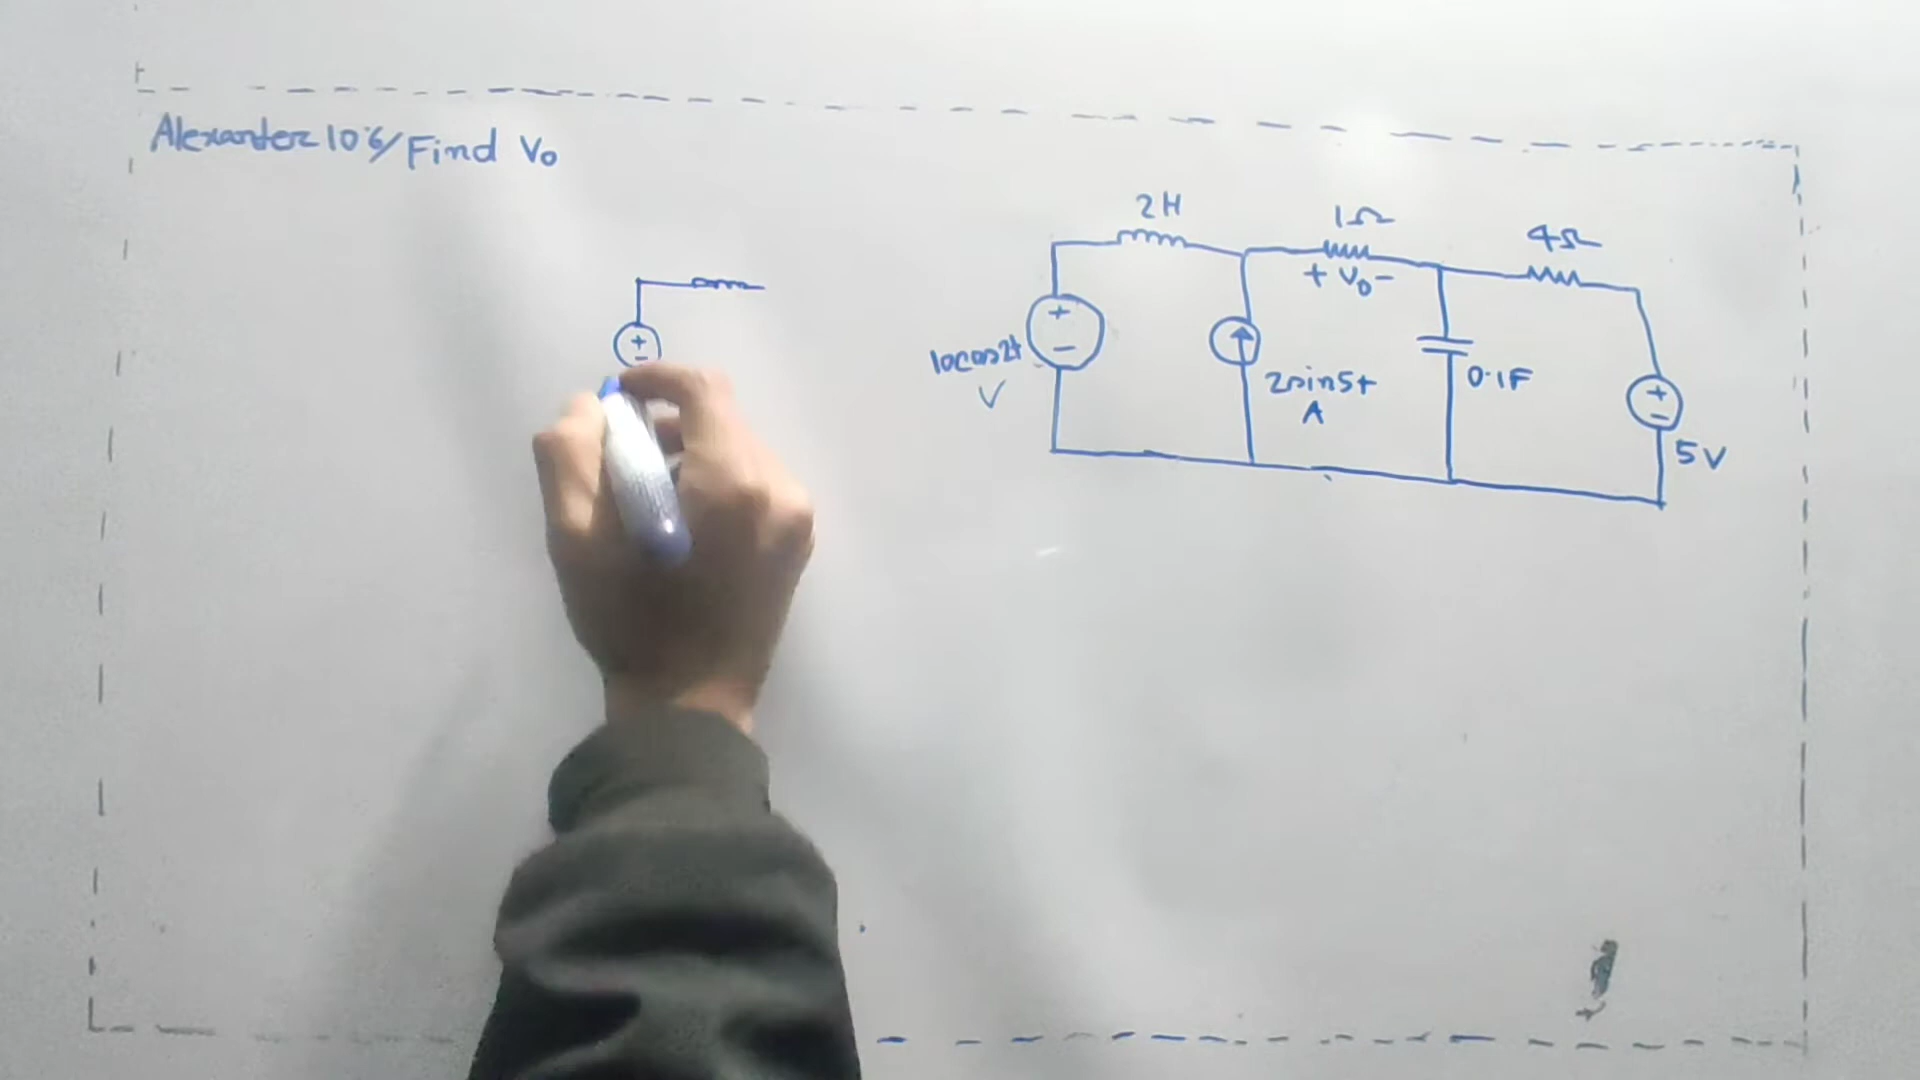 Alexander 10.6/Find Vo
2H
1Ω
4Ω
+ Vo -
+
-
10cos2t
V
2sin5t
A
0.1F
+
-
5V
+
-